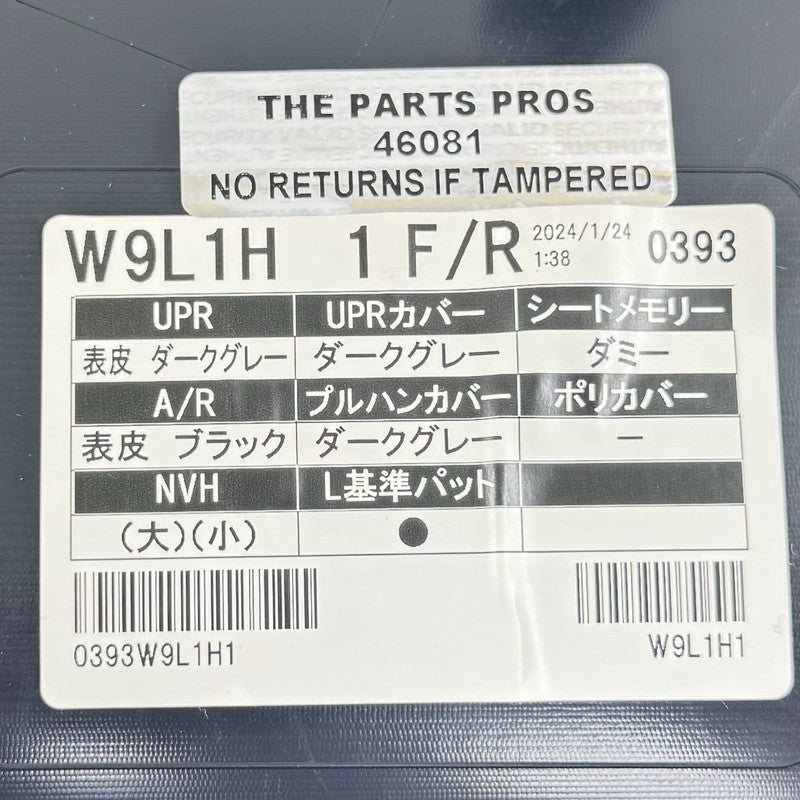 THE PARTS PROS
46081
NO RETURNS IF TAMPERED
W9L1H 1 F/R 2024/1/24 1:38 0393
UPR UPRカバー シートメモリー
表皮 ダークグレー ダークグレー ダミー
A/R プルハンカバー ポリカバー
表皮 ブラック ダークグレー ー
NVH L基準パット
(大)(小) ●
0393W9L1H1 W9L1H1